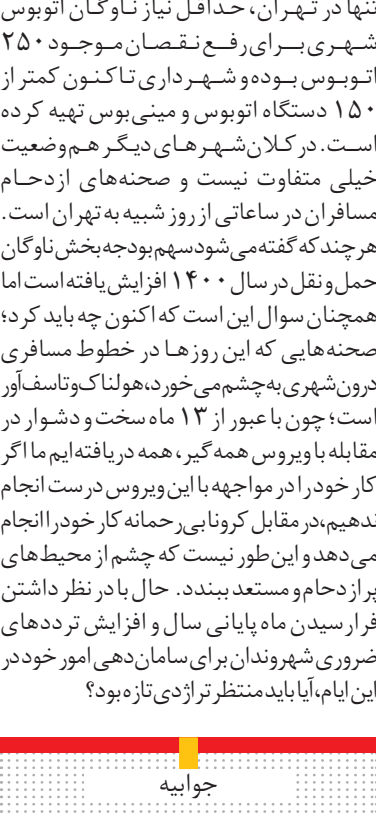 تنها در تهران، حداقل نیاز ناوگان اتوبوس
شهری برای رفع نقصان موجود ۲۵۰
اتوبوس بوده و شهرداری تاکنون کمتر از
۱۵۰ دستگاه اتوبوس و مینی‌بوس تهیه کرده
است. در کلان‌شهرهای دیگر هم وضعیت
خیلی متفاوت نیست و صحنه‌های ازدحام
مسافران در ساعاتی از روز شبیه به تهران است.
هرچند که گفته می‌شود سهم بودجه بخش ناوگان
حمل‌ونقل در سال ۱۴۰۰ افزایش یافته است اما
همچنان سوال این است که اکنون چه باید کرد؛
صحنه‌هایی که این روزها در خطوط مسافری
درون‌شهری به چشم می‌خورد، هولناک و تاسف‌آور
است؛ چون با عبور از ۱۳ ماه سخت و دشوار در
مقابله با ویروس همه‌گیر، همه دریافته‌ایم ما اگر
کار خود را در مواجهه با این ویروس درست انجام
ندهیم، در مقابل کرونا بی‌رحمانه کار خود را انجام
می‌دهد و این‌طور نیست که چشم از محیط‌های
پرازدحام و مستعد ببندد. حال با در نظر داشتن
فرارسیدن ماه پایانی سال و افزایش ترددهای
ضروری شهروندان برای سامان‌دهی امور خود در
این ایام، آیا باید منتظر تراژدی تازه بود؟
جوابیه